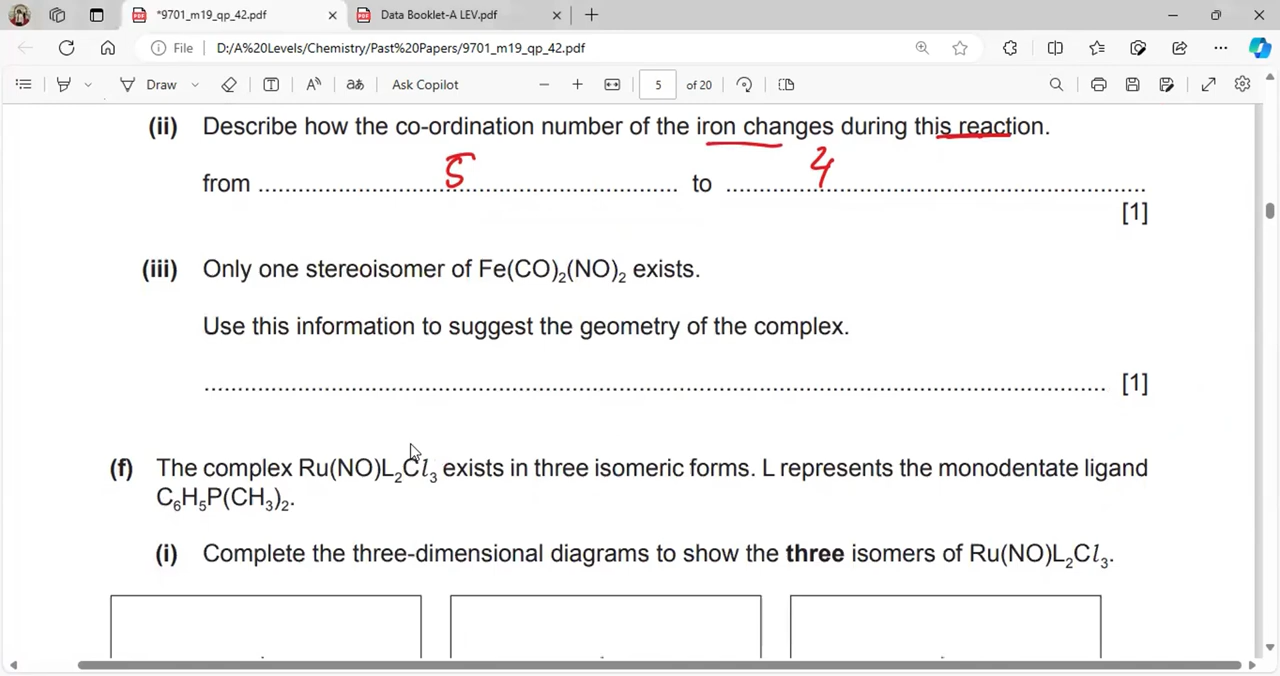 *9701_m19_qp_42.pdf
Data Booklet-A LEV.pdf
File D:/A%20Levels/Chemistry/Past%20Papers/9701_m19_qp_42.pdf
Draw
aあ
Ask Copilot
5 of 20
(ii) Describe how the co-ordination number of the iron changes during this reaction.
from ........................ 5 ........................ to ............ 4 ........................
[1]
(iii) Only one stereoisomer of Fe(CO)₂(NO)₂ exists.
Use this information to suggest the geometry of the complex.
........................................................................ [1]
(f) The complex Ru(NO)L₂Cl₃ exists in three isomeric forms. L represents the monodentate ligand
C₆H₅P(CH₃)₂.
(i) Complete the three-dimensional diagrams to show the three isomers of Ru(NO)L₂Cl₃.